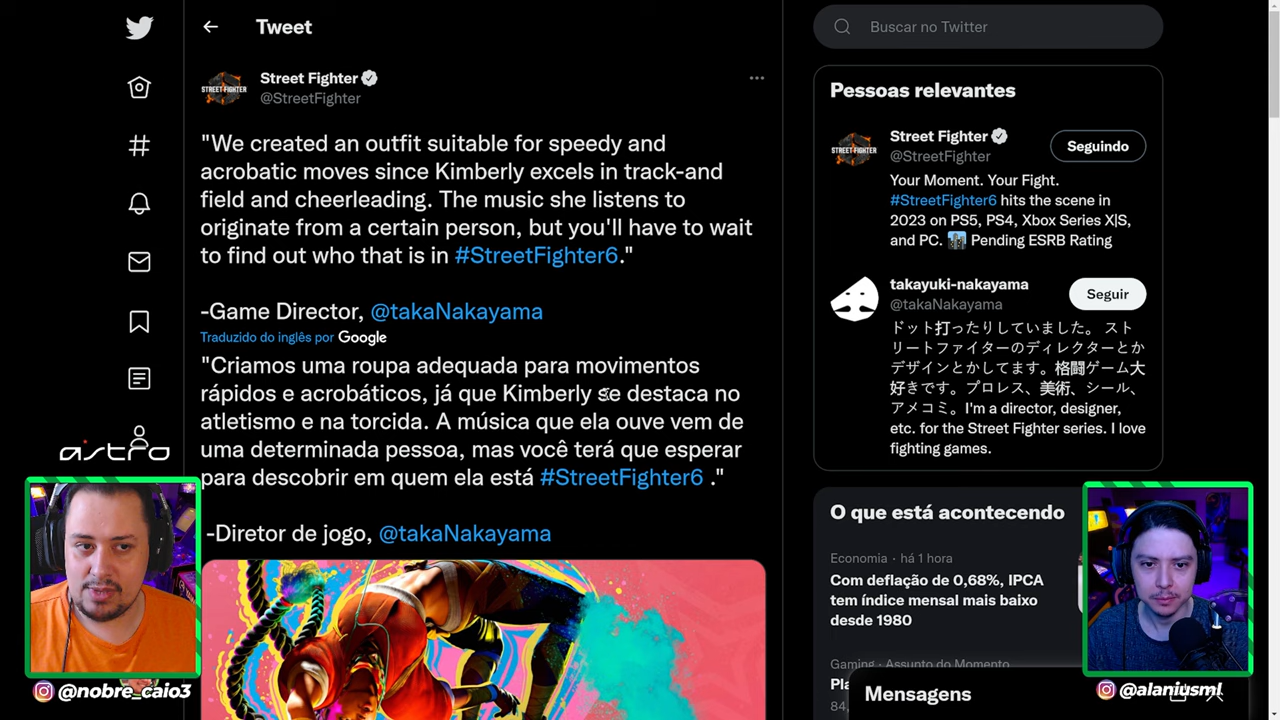 Tweet
Street Fighter
@StreetFighter
"We created an outfit suitable for speedy and
acrobatic moves since Kimberly excels in track-and
field and cheerleading. The music she listens to
originate from a certain person, but you'll have to wait
to find out who that is in #StreetFighter6."
-Game Director, @takaNakayama
Traduzido do inglês por Google
"Criamos uma roupa adequada para movimentos
rápidos e acrobáticos, já que Kimberly se destaca no
atletismo e na torcida. A música que ela ouve vem de
uma determinada pessoa, mas você terá que esperar
para descobrir em quem ela está #StreetFighter6 ."
-Diretor de jogo, @takaNakayama
Buscar no Twitter
Pessoas relevantes
Street Fighter
@StreetFighter
Seguindo
Your Moment. Your Fight.
#StreetFighter6 hits the scene in
2023 on PS5, PS4, Xbox Series X|S,
and PC. Pending ESRB Rating
takayuki-nakayama
@takaNakayama
Seguir
ドット打ったりしていました。 スト
リートファイターのディレクターとか
デザインとかしてます。格闘ゲーム大
好きです。プロレス、美術、シール、
アメコミ。I'm a director, designer,
etc. for the Street Fighter series. I love
fighting games.
O que está acontecendo
Economia · há 1 hora
Com deflação de 0,68%, IPCA
tem índice mensal mais baixo
desde 1980
Gaming · Assunto do Momento
Pla
84,
Mensagens
astro
@nobre_caio3
@alaniusml
STREET FIGHTER
STREET FIGHTER